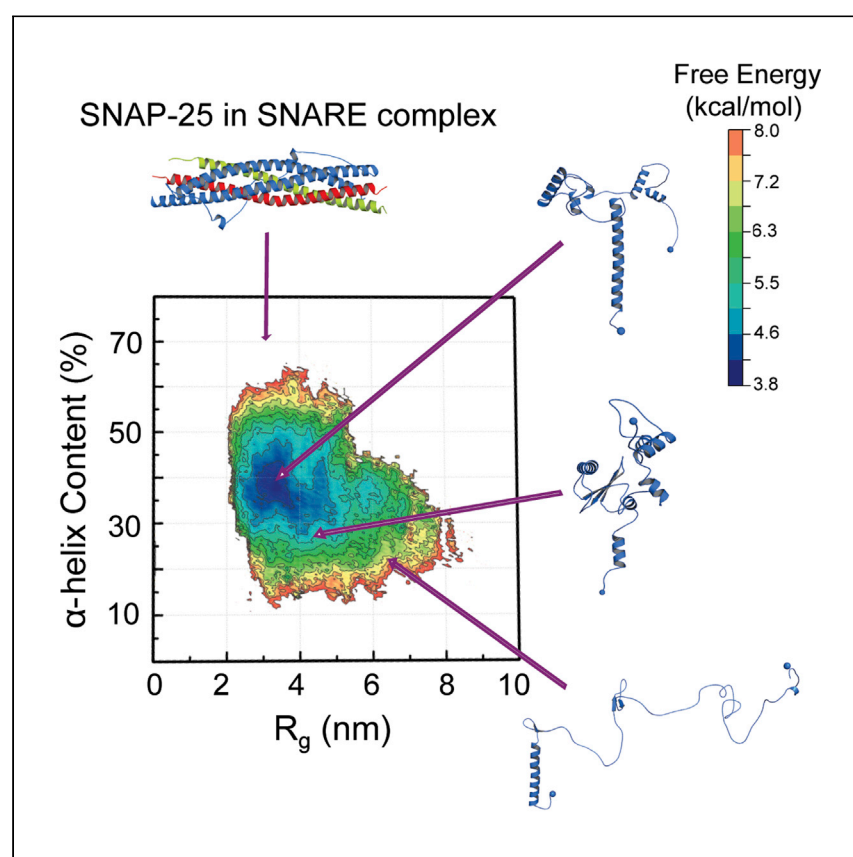 Free Energy
(kcal/mol)
SNAP-25 in SNARE complex
8.0
7.2
6.3
5.5
4.6
3.8
α-helix Content (%)
70
50
30
10
0 2 4 6 8 10
Rg (nm)